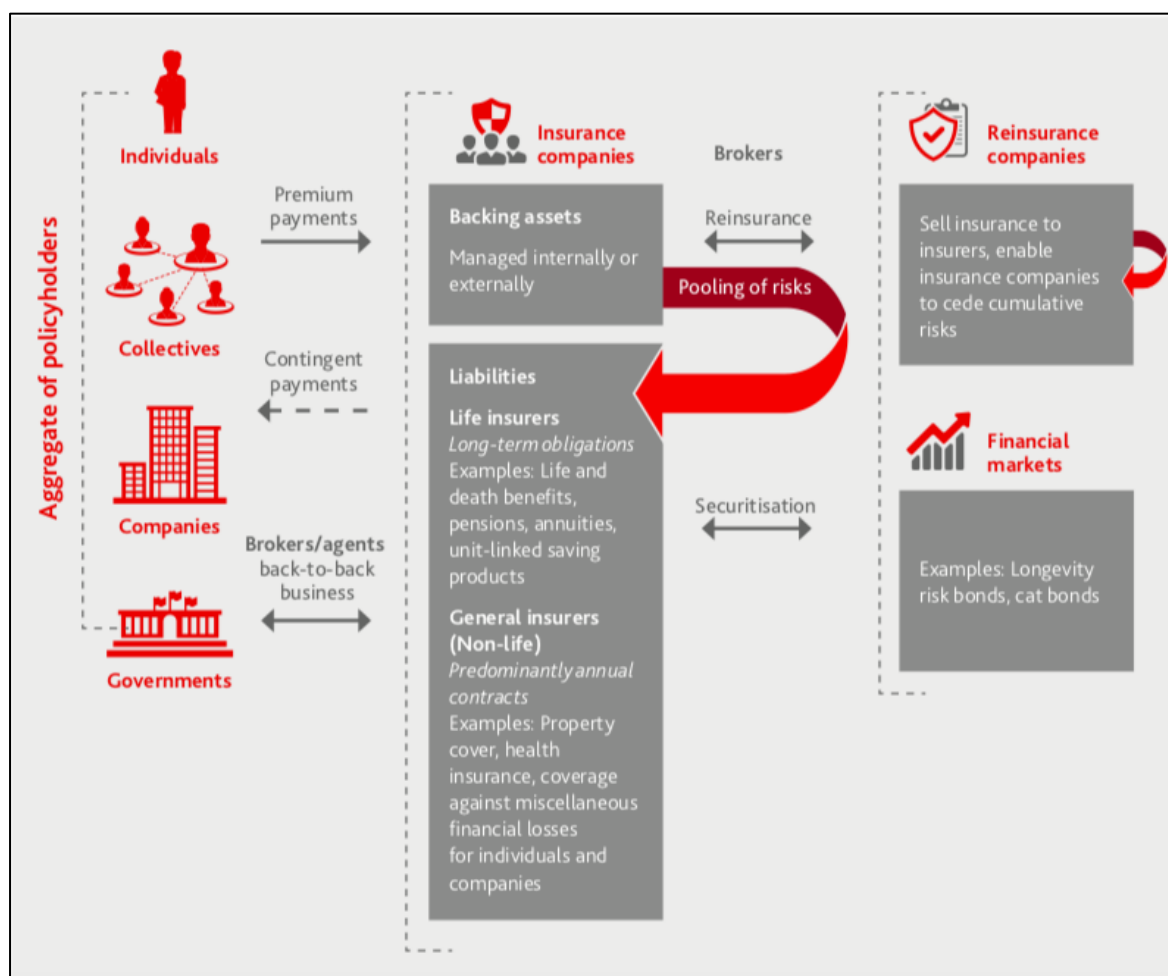 Aggregate of policyholders
Individuals
Collectives
Companies
Governments
Premium
payments
Contingent
payments
Brokers/agents
back-to-back
business
Insurance
companies
Backing assets
Managed internally or
externally
Liabilities
Life insurers
Long-term obligations
Examples: Life and
death benefits,
pensions, annuities,
unit-linked saving
products
General insurers
(Non-life)
Predominantly annual
contracts
Examples: Property
cover, health
insurance, coverage
against miscellaneous
financial losses
for individuals and
companies
Brokers
Reinsurance
Pooling of risks
Securitisation
Reinsurance
companies
Sell insurance to
insurers, enable
insurance companies
to cede cumulative
risks
Financial
markets
Examples: Longevity
risk bonds, cat bonds